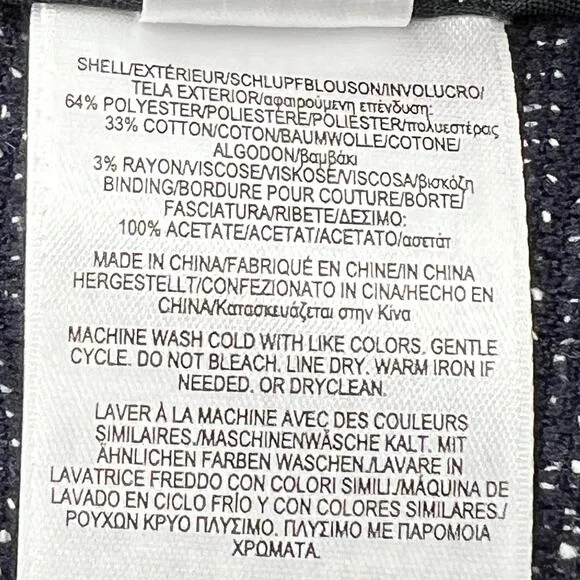 SHELL/EXTÉRIEUR/SCHLUPFBLOUSON/INVOLUCRO/
TELA EXTERIOR/αφαιρούμενη επένδυση:
64% POLYESTER/POLIESTERE/POLIÉSTER/πολυεστέρας
33% COTTON/COTON/BAUMWOLLE/COTONE/
ALGODON/βαμβάκι
3% RAYON/VISCOSE/VISKOSE/VISCOSA/βισκόζη
BINDING/BORDURE POUR COUTURE/BORTE/
FASCIATURA/RIBETE/ΔΕΣΙΜΟ:
100% ACETATE/ACETAT/ACETATO/ασετάτ
MADE IN CHINA/FABRIQUÉ EN CHINE/IN CHINA
HERGESTELLT/CONFEZIONATO IN CINA/HECHO EN
CHINA/Κατασκευάζεται στην Κίνα
MACHINE WASH COLD WITH LIKE COLORS. GENTLE
CYCLE. DO NOT BLEACH. LINE DRY. WARM IRON IF
NEEDED. OR DRYCLEAN.
LAVER À LA MACHINE AVEC DES COULEURS
SIMILAIRES./MASCHINENWÄSCHE KALT. MIT
ÄHNLICHEN FARBEN WASCHEN./LAVARE IN
LAVATRICE FREDDO CON COLORI SIMILI./MÁQUINA DE
LAVADO EN CICLO FRÍO Y CON COLORES SIMILARES./
ΡΟΥΧΩΝ ΚΡΥΟ ΠΛΥΣΙΜΟ. ΠΛΥΣΙΜΟ ΜΕ ΠΑΡΟΜΟΙΑ
ΧΡΩΜΑΤΑ.